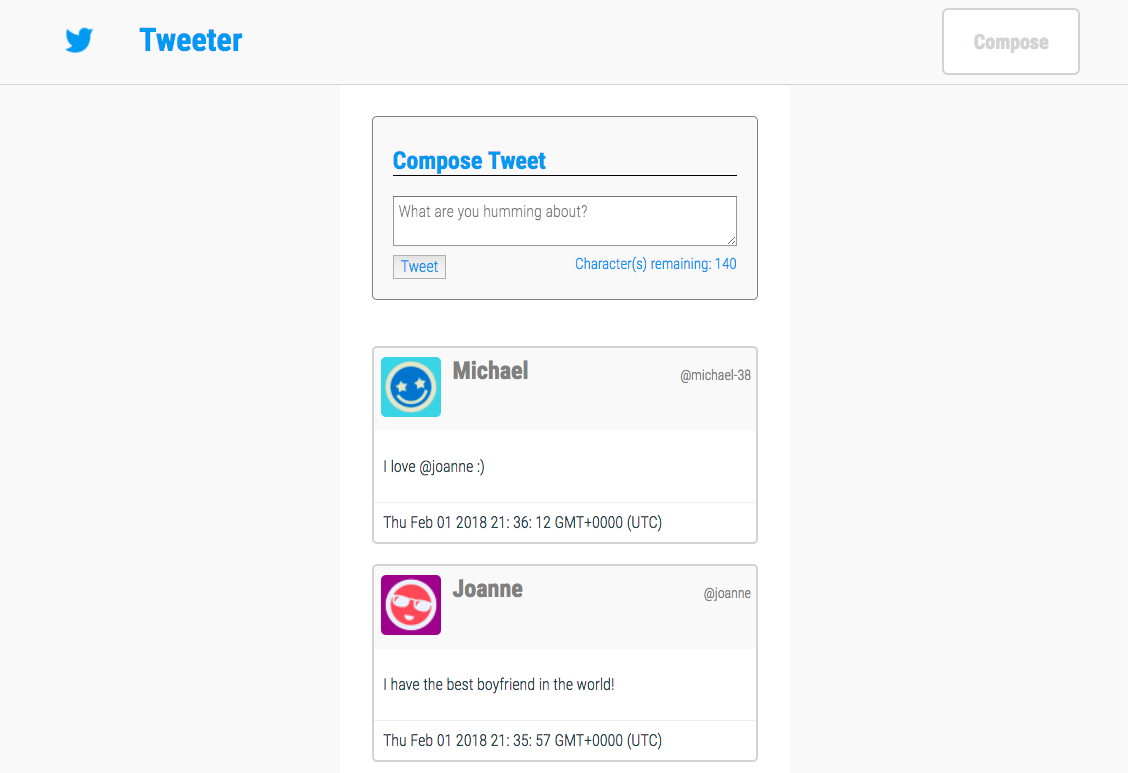 Tweeter
Compose
Compose Tweet
What are you humming about?
Tweet
Character(s) remaining: 140
Michael
@michael-38
I love @joanne :)
Thu Feb 01 2018 21: 36: 12 GMT+0000 (UTC)
Joanne
@joanne
I have the best boyfriend in the world!
Thu Feb 01 2018 21: 35: 57 GMT+0000 (UTC)